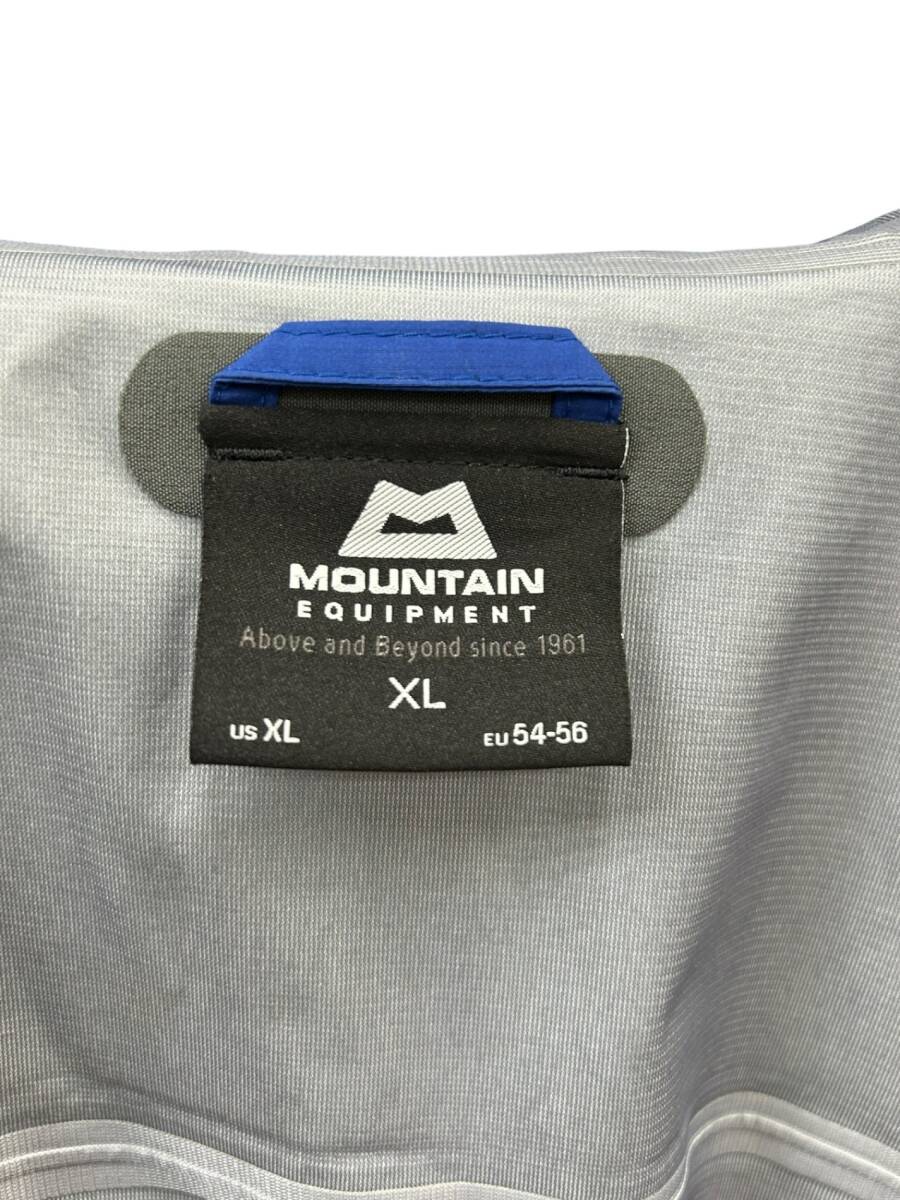 MOUNTAIN
EQUIPMENT
Above and Beyond since 1961
XL
US XL EU 54-56